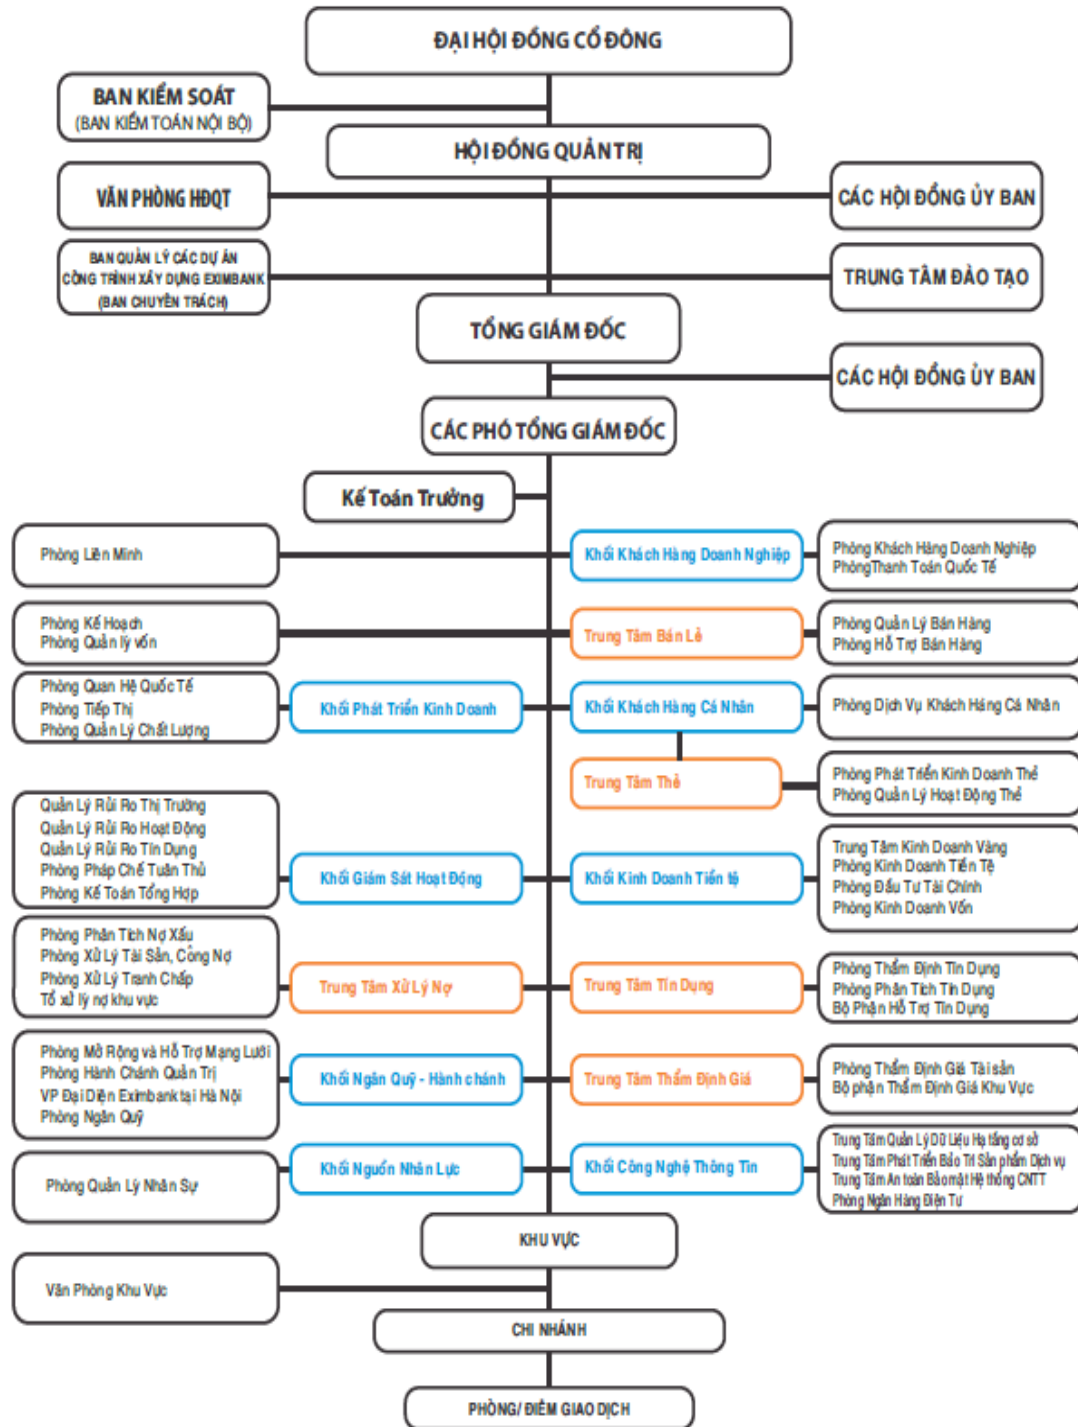 ĐẠI HỘI ĐỒNG CỔ ĐÔNG
BAN KIỂM SOÁT
(BAN KIỂM TOÁN NỘI BỘ)
HỘI ĐỒNG QUẢN TRỊ
VĂN PHÒNG HĐQT
CÁC HỘI ĐỒNG ỦY BAN
BAN QUẢN LÝ CÁC DỰ ÁN
CÔNG TRÌNH XÂY DỰNG EXIMBANK
(BAN CHUYÊN TRÁCH)
TRUNG TÂM ĐÀO TẠO
TỔNG GIÁM ĐỐC
CÁC HỘI ĐỒNG ỦY BAN
CÁC PHÓ TỔNG GIÁM ĐỐC
Kế Toán Trưởng
Phòng Liên Minh
Khối Khách Hàng Doanh Nghiệp
Phòng Khách Hàng Doanh Nghiệp
PhòngThanh Toán Quốc Tế
Phòng Kế Hoạch
Phòng Quản lý vốn
Trung Tâm Bán Lẻ
Phòng Quản Lý Bán Hàng
Phòng Hỗ Trợ Bán Hàng
Phòng Quan Hệ Quốc Tế
Phòng Tiếp Thị
Phòng Quản Lý Chất Lượng
Khối Phát Triển Kinh Doanh
Khối Khách Hàng Cá Nhân
Phòng Dịch Vụ Khách Háng Cá Nhân
Trung Tâm Thẻ
Phòng Phát Triển Kinh Doanh Thẻ
Phòng Quản Lý Hoạt Động Thẻ
Quản Lý Rủi Ro Thị Trường
Quản Lý Rủi Ro Hoạt Động
Quản Lý Rủi Ro Tín Dụng
Phòng Pháp Chế Tuân Thủ
Phòng Kế Toán Tổng Hợp
Khối Giám Sát Hoạt Động
Khối Kinh Doanh Tiền tệ
Trung Tâm Kinh Doanh Vàng
Phòng Kinh Doanh Tiền Tệ
Phòng Đầu Tư Tài Chính
Phòng Kinh Doanh Vốn
Phòng Phân Tích Nợ Xấu
Phòng Xử Lý Tài Sản, Công Nợ
Phòng Xử Lý Tranh Chấp
Tổ xử lý nợ khu vực
Trung Tâm Xử Lý Nợ
Trung Tâm Tín Dụng
Phòng Thẩm Định Tín Dụng
Phòng Phân Tích Tín Dụng
Bộ Phận Hỗ Trợ Tín Dụng
Phòng Mở Rộng và Hỗ Trợ Mạng Lưới
Phòng Hành Chánh Quản Trị
VP Đại Diện Eximbank tại Hà Nội
Phòng Ngân Quỹ
Khối Ngân Quỹ - Hành chánh
Trung Tâm Thẩm Định Giá
Phòng Thẩm Định Giá Tài sản
Bộ phận Thẩm Định Giá Khu Vực
Phòng Quản Lý Nhân Sự
Khối Nguồn Nhân Lực
Khối Công Nghệ Thông Tin
Trung Tâm Quản Lý Dữ Liệu Hạ tầng cơ sở
Trung Tâm Phát Triển Bảo Trì Sản phẩm Dịch vụ
Trung Tâm An toàn Bảo mật Hệ thống CNTT
Phòng Ngân Hàng Điện Tư
KHU VỰC
Văn Phòng Khu Vực
CHI NHÁNH
PHÒNG/ ĐIỂM GIAO DỊCH